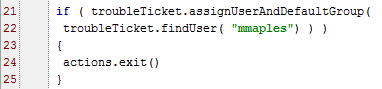 21 if ( troubleTicket.assignUserAndDefaultGroup(
22 troubleTicket.findUser( "mmaples") ) )
23 {
24 actions.exit()
25 }